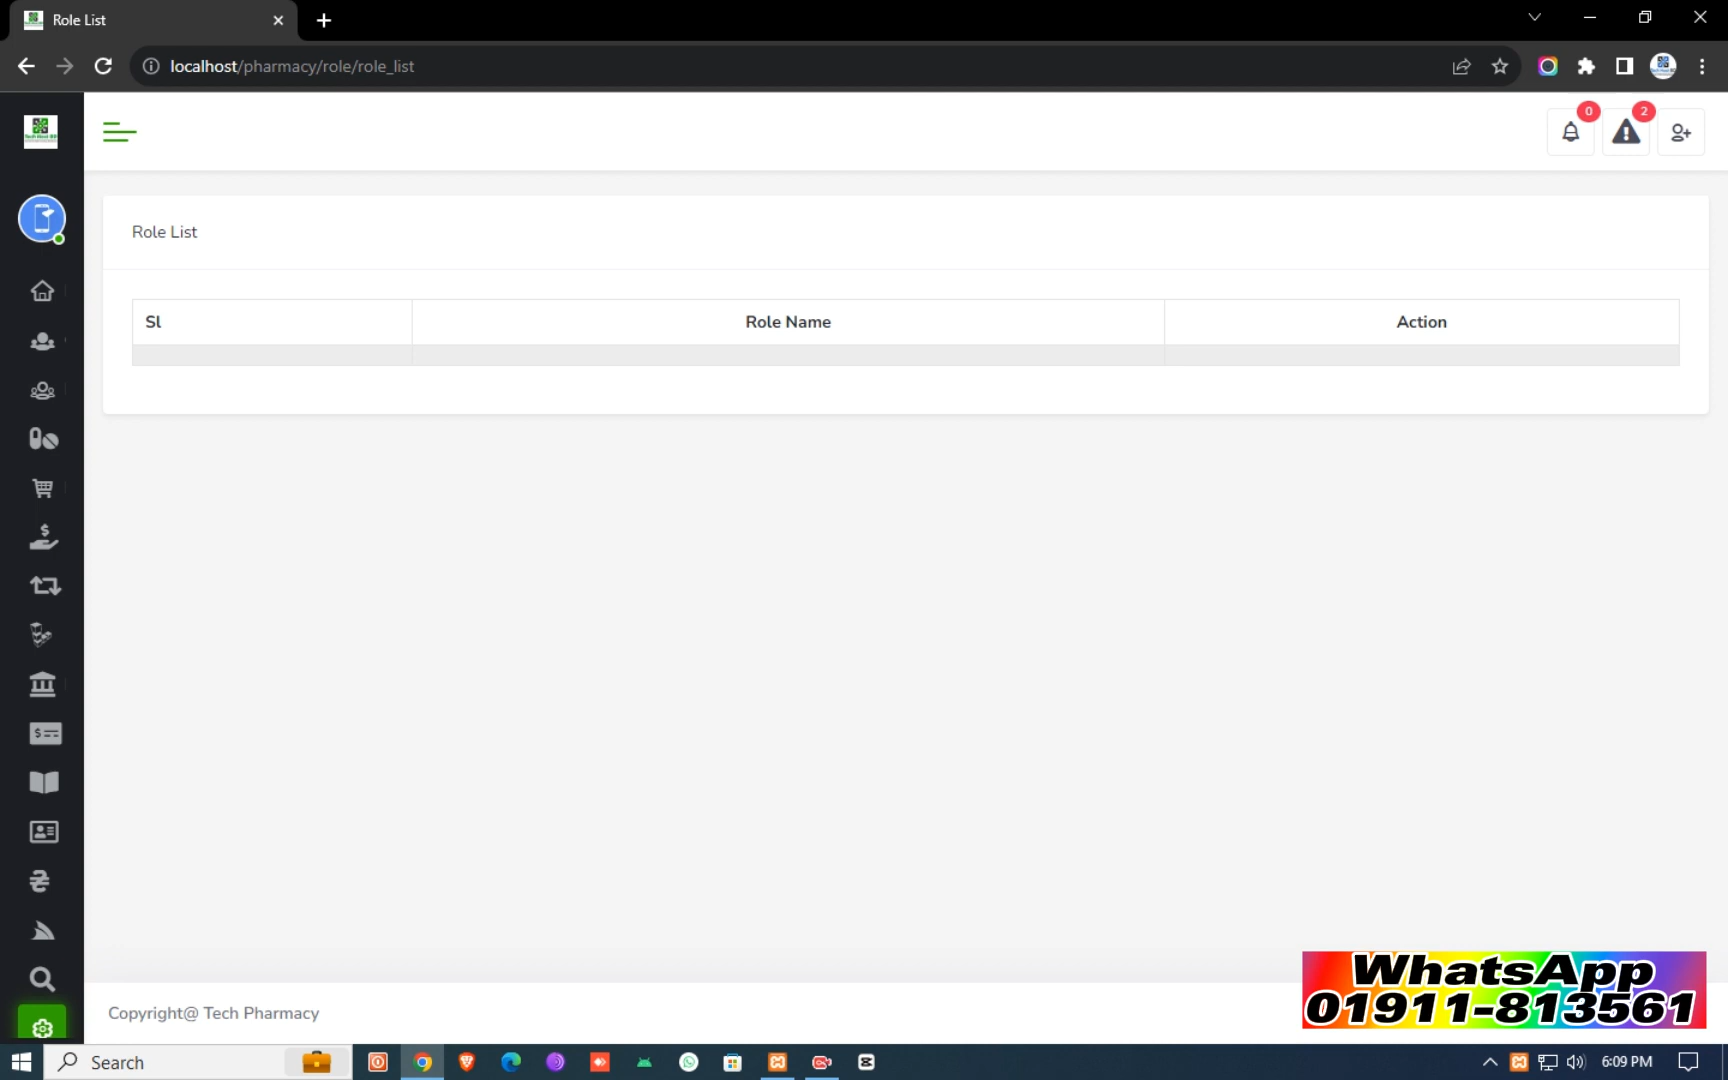 Role List
localhost/pharmacy/role/role_list
0
2
Role List
Sl
Role Name
Action
Copyright@ Tech Pharmacy
WhatsApp
01911-813561
Search
6:09 PM